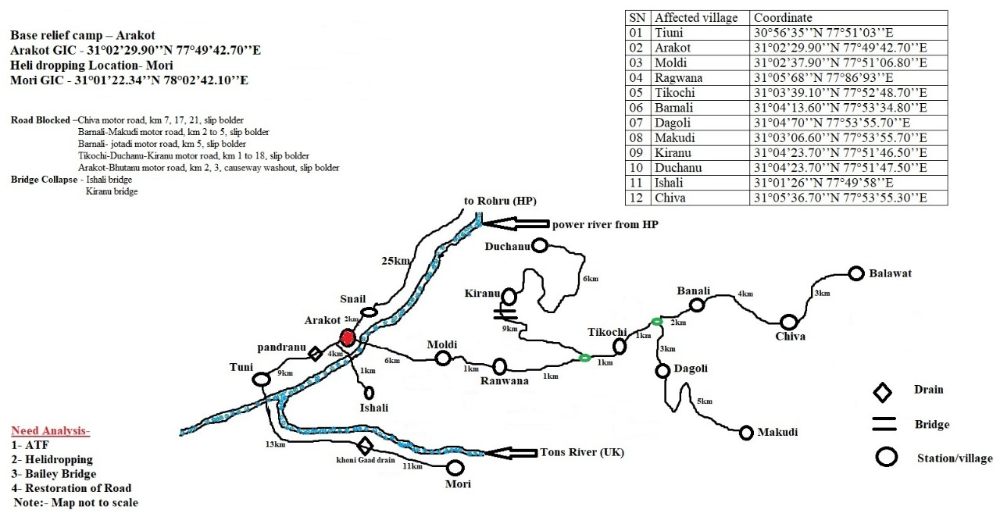 Base relief camp – Arakot
Arakot GIC - 31°02’29.90’’N 77°49’42.70’’E
Heli dropping Location- Mori
Mori GIC - 31°01’22.34’’N 78°02’42.10’’E
Road Blocked –Chiva motor road, km 7, 17, 21, slip bolder
Barnali-Makudi motor road, km 2 to 5, slip bolder
Barnali- jotadi motor road, km 5, slip bolder
Tikochi-Duchanu-Kiranu motor road, km 1 to 18, slip bolder
Arakot-Bhutanu motor road, km 2, 3, causeway washout, slip bolder
Bridge Collapse - Ishali bridge
Kiranu bridge
SN Affected village Coordinate
01 Tiuni 30°56’35’’N 77°51’03’’E
02 Arakot 31°02’29.90’’N 77°49’42.70’’E
03 Moldi 31°02’37.90’’N 77°51’06.80’’E
04 Ragwana 31°05’68’’N 77°86’93’’E
05 Tikochi 31°03’39.10’’N 77°52’48.70’’E
06 Barnali 31°04’13.60’’N 77°53’34.80’’E
07 Dagoli 31°04’70’’N 77°53’55.70’’E
08 Makudi 31°03’06.60’’N 77°53’55.70’’E
09 Kiranu 31°04’23.70’’N 77°51’46.50’’E
10 Duchanu 31°04’23.70’’N 77°51’47.50’’E
11 Ishali 31°01’26’’N 77°49’58’’E
12 Chiva 31°05’36.70’’N 77°53’55.30’’E
to Rohru (HP)
power river from HP
Duchanu
25km
6km
Balawat
Kiranu
Banali
4km
3km
Snail
2km
Arakot
9km
2km
Chiva
Tikochi
1km
pandranu
4km
Moldi
6km
1km
3km
Tuni
9km
1km
1km
1km
Ranwana
Dagoli
Ishali
5km
Makudi
Drain
Bridge
Station/village
13km
khoni Gaad drain
11km
Tons River (UK)
Mori
Need Analysis-
1- ATF
2- Helidropping
3- Bailey Bridge
4- Restoration of Road
Note:- Map not to scale